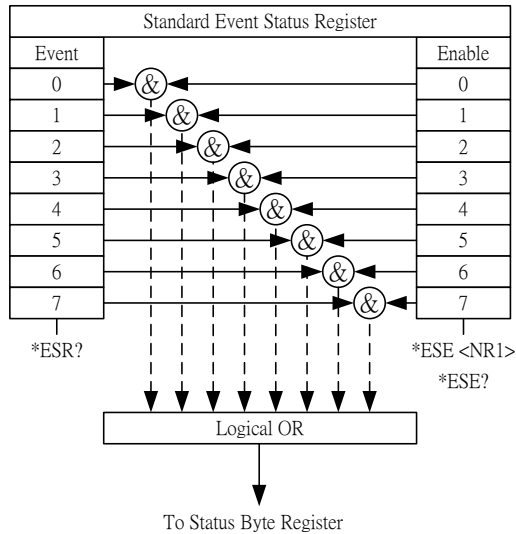 Standard Event Status Register
Event Enable
0 & 0
1 & 1
2 & 2
3 & 3
4 & 4
5 & 5
6 & 6
7 & 7
*ESR? *ESE <NR1>
*ESE?
Logical OR
To Status Byte Register